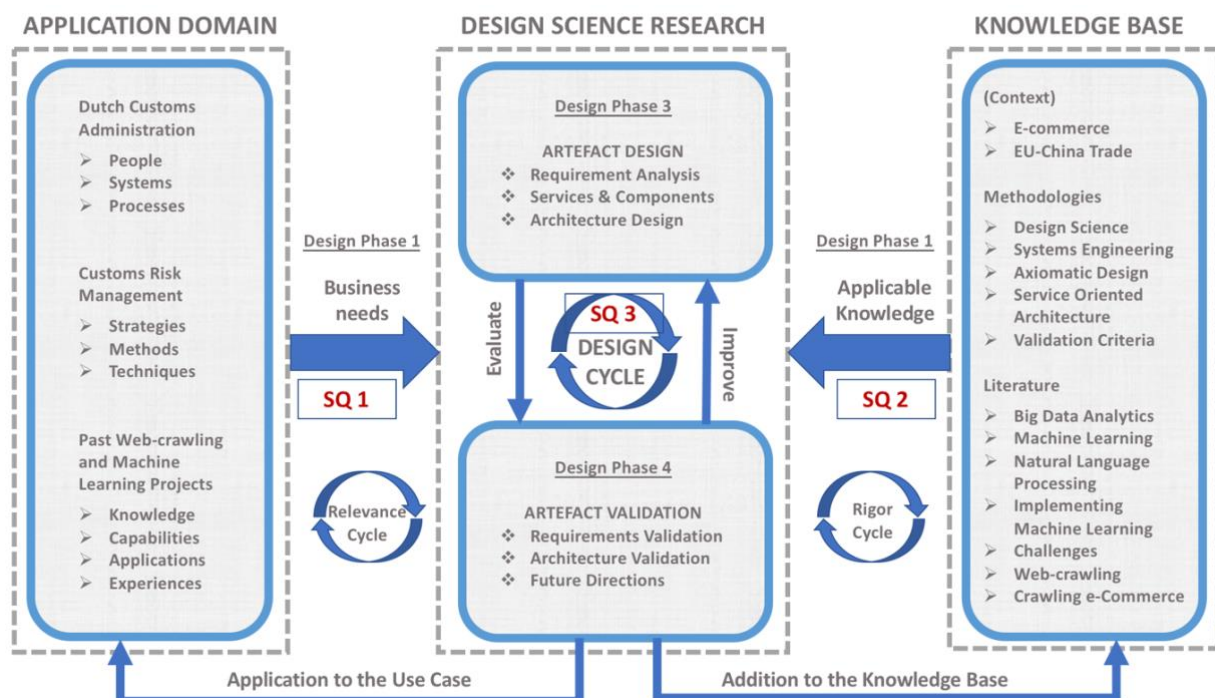 APPLICATION DOMAIN
Dutch Customs
Administration
➢ People
➢ Systems
➢ Processes
Customs Risk
Management
➢ Strategies
➢ Methods
➢ Techniques
Past Web-crawling
and Machine
Learning Projects
➢ Knowledge
➢ Capabilities
➢ Applications
➢ Experiences
Design Phase 1
Business
needs
SQ 1
Relevance
Cycle
DESIGN SCIENCE RESEARCH
Design Phase 3
ARTEFACT DESIGN
❖ Requirement Analysis
❖ Services & Components
❖ Architecture Design
Evaluate
SQ 3
DESIGN
CYCLE
Improve
Design Phase 4
ARTEFACT VALIDATION
❖ Requirements Validation
❖ Architecture Validation
❖ Future Directions
Design Phase 1
Applicable
Knowledge
SQ 2
Rigor
Cycle
KNOWLEDGE BASE
(Context)
➢ E-commerce
➢ EU-China Trade
Methodologies
➢ Design Science
➢ Systems Engineering
➢ Axiomatic Design
➢ Service Oriented
Architecture
➢ Validation Criteria
Literature
➢ Big Data Analytics
➢ Machine Learning
➢ Natural Language
Processing
➢ Implementing
Machine Learning
➢ Challenges
➢ Web-crawling
➢ Crawling e-Commerce
Application to the Use Case
Addition to the Knowledge Base